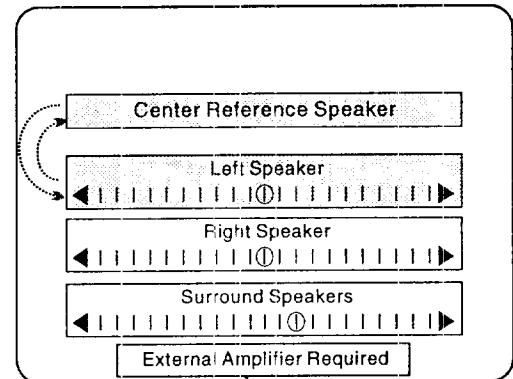 Center Reference Speaker
Left Speaker
Right Speaker
Surround Speakers
External Amplifier Required